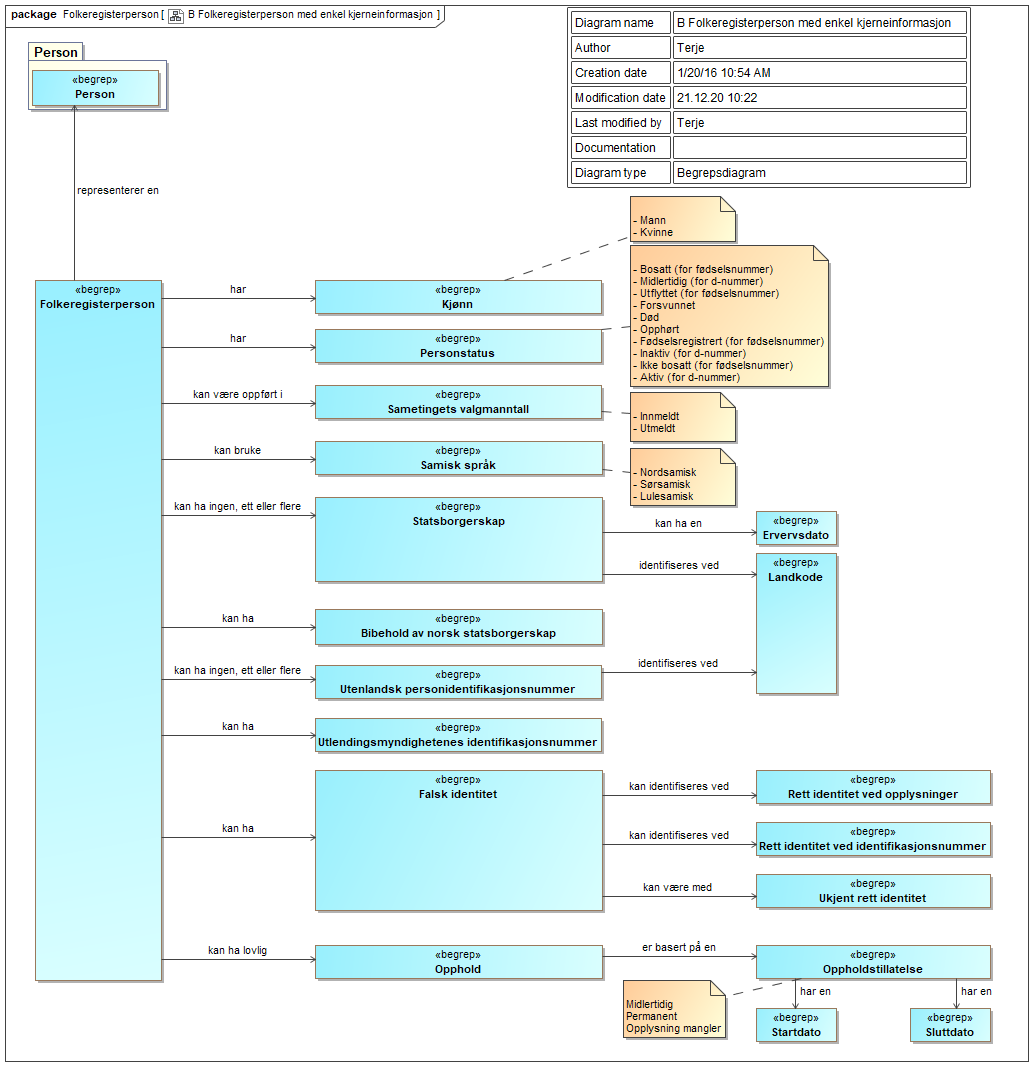 package Folkeregisterperson [ B Folkeregisterperson med enkel kjerneinformasjon ]
Diagram name B Folkeregisterperson med enkel kjerneinformasjon
Author Terje
Creation date 1/20/16 10:54 AM
Modification date 21.12.20 10:22
Last modified by Terje
Documentation
Diagram type Begrepsdiagram
Person
«begrep»
Person
representerer en
«begrep»
Folkeregisterperson
har
«begrep»
Kjønn
- Mann
- Kvinne
har
«begrep»
Personstatus
- Bosatt (for fødselsnummer)
- Midlertidig (for d-nummer)
- Utflyttet (for fødselsnummer)
- Forsvunnet
- Død
- Opphørt
- Fødselsregistrert (for fødselsnummer)
- Inaktiv (for d-nummer)
- Ikke bosatt (for fødselsnummer)
- Aktiv (for d-nummer)
kan være oppført i
«begrep»
Sametingets valgmanntall
- Innmeldt
- Utmeldt
kan bruke
«begrep»
Samisk språk
- Nordsamisk
- Sørsamisk
- Lulesamisk
kan ha ingen, ett eller flere
«begrep»
Statsborgerskap
kan ha en
«begrep»
Ervervsdato
identifiseres ved
«begrep»
Landkode
kan ha
«begrep»
Bibehold av norsk statsborgerskap
kan ha ingen, ett eller flere
«begrep»
Utenlandsk personidentifikasjonsnummer
identifiseres ved
kan ha
«begrep»
Utlendingsmyndighetenes identifikasjonsnummer
kan ha
«begrep»
Falsk identitet
kan identifiseres ved
«begrep»
Rett identitet ved opplysninger
kan identifiseres ved
«begrep»
Rett identitet ved identifikasjonsnummer
kan være med
«begrep»
Ukjent rett identitet
kan ha lovlig
«begrep»
Opphold
er basert på en
«begrep»
Oppholdstillatelse
Midlertidig
Permanent
Opplysning mangler
har en
«begrep»
Startdato
har en
«begrep»
Sluttdato